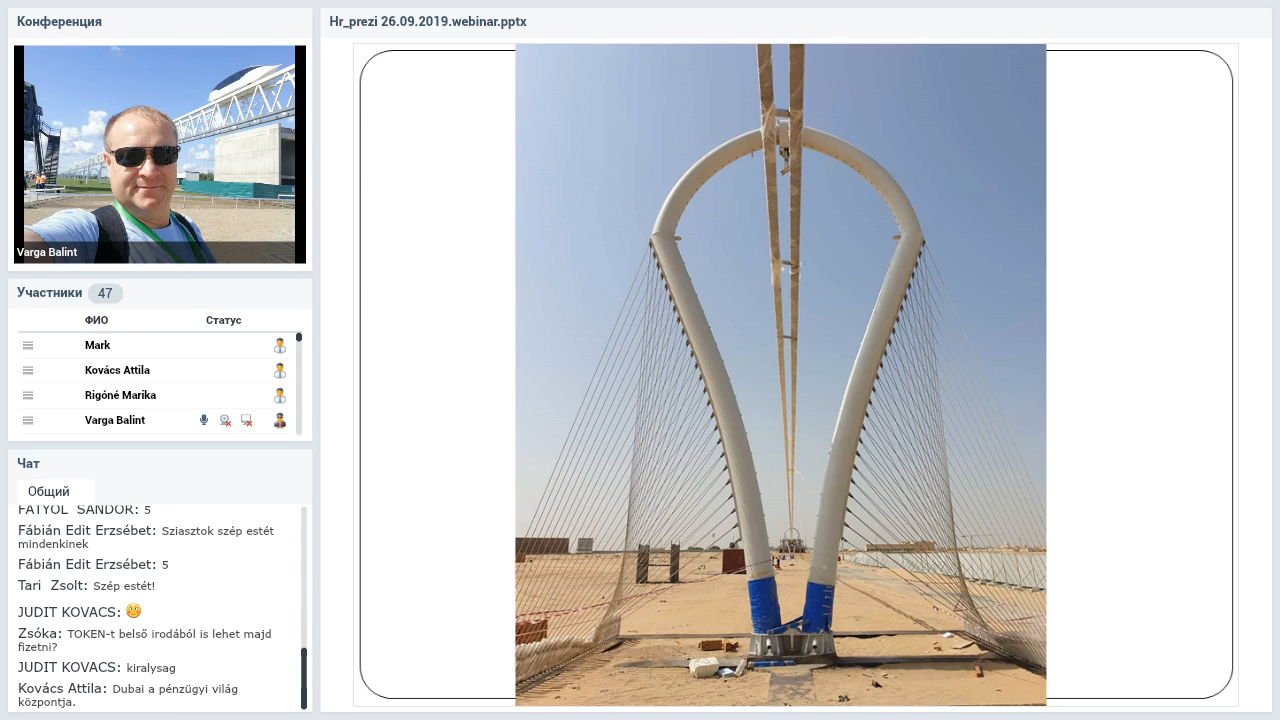 Конференция
Varga Balint
Участники 47
ФИО Статус
Mark
Kovács Attila
Rigóné Marika
Varga Balint
Чат
Общий
FATYOL SANDOR: 5
Fábián Edit Erzsébet: Sziasztok szép estét
mindenkinek
Fábián Edit Erzsébet: 5
Tari Zsolt: Szép estét!
JUDIT KOVACS:
Zsóka: TOKEN-t belső irodából is lehet majd
fizetni?
JUDIT KOVACS: kiralysag
Kovács Attila: Dubai a pénzügyi világ
központja.
Hr_prezi 26.09.2019.webinar.pptx